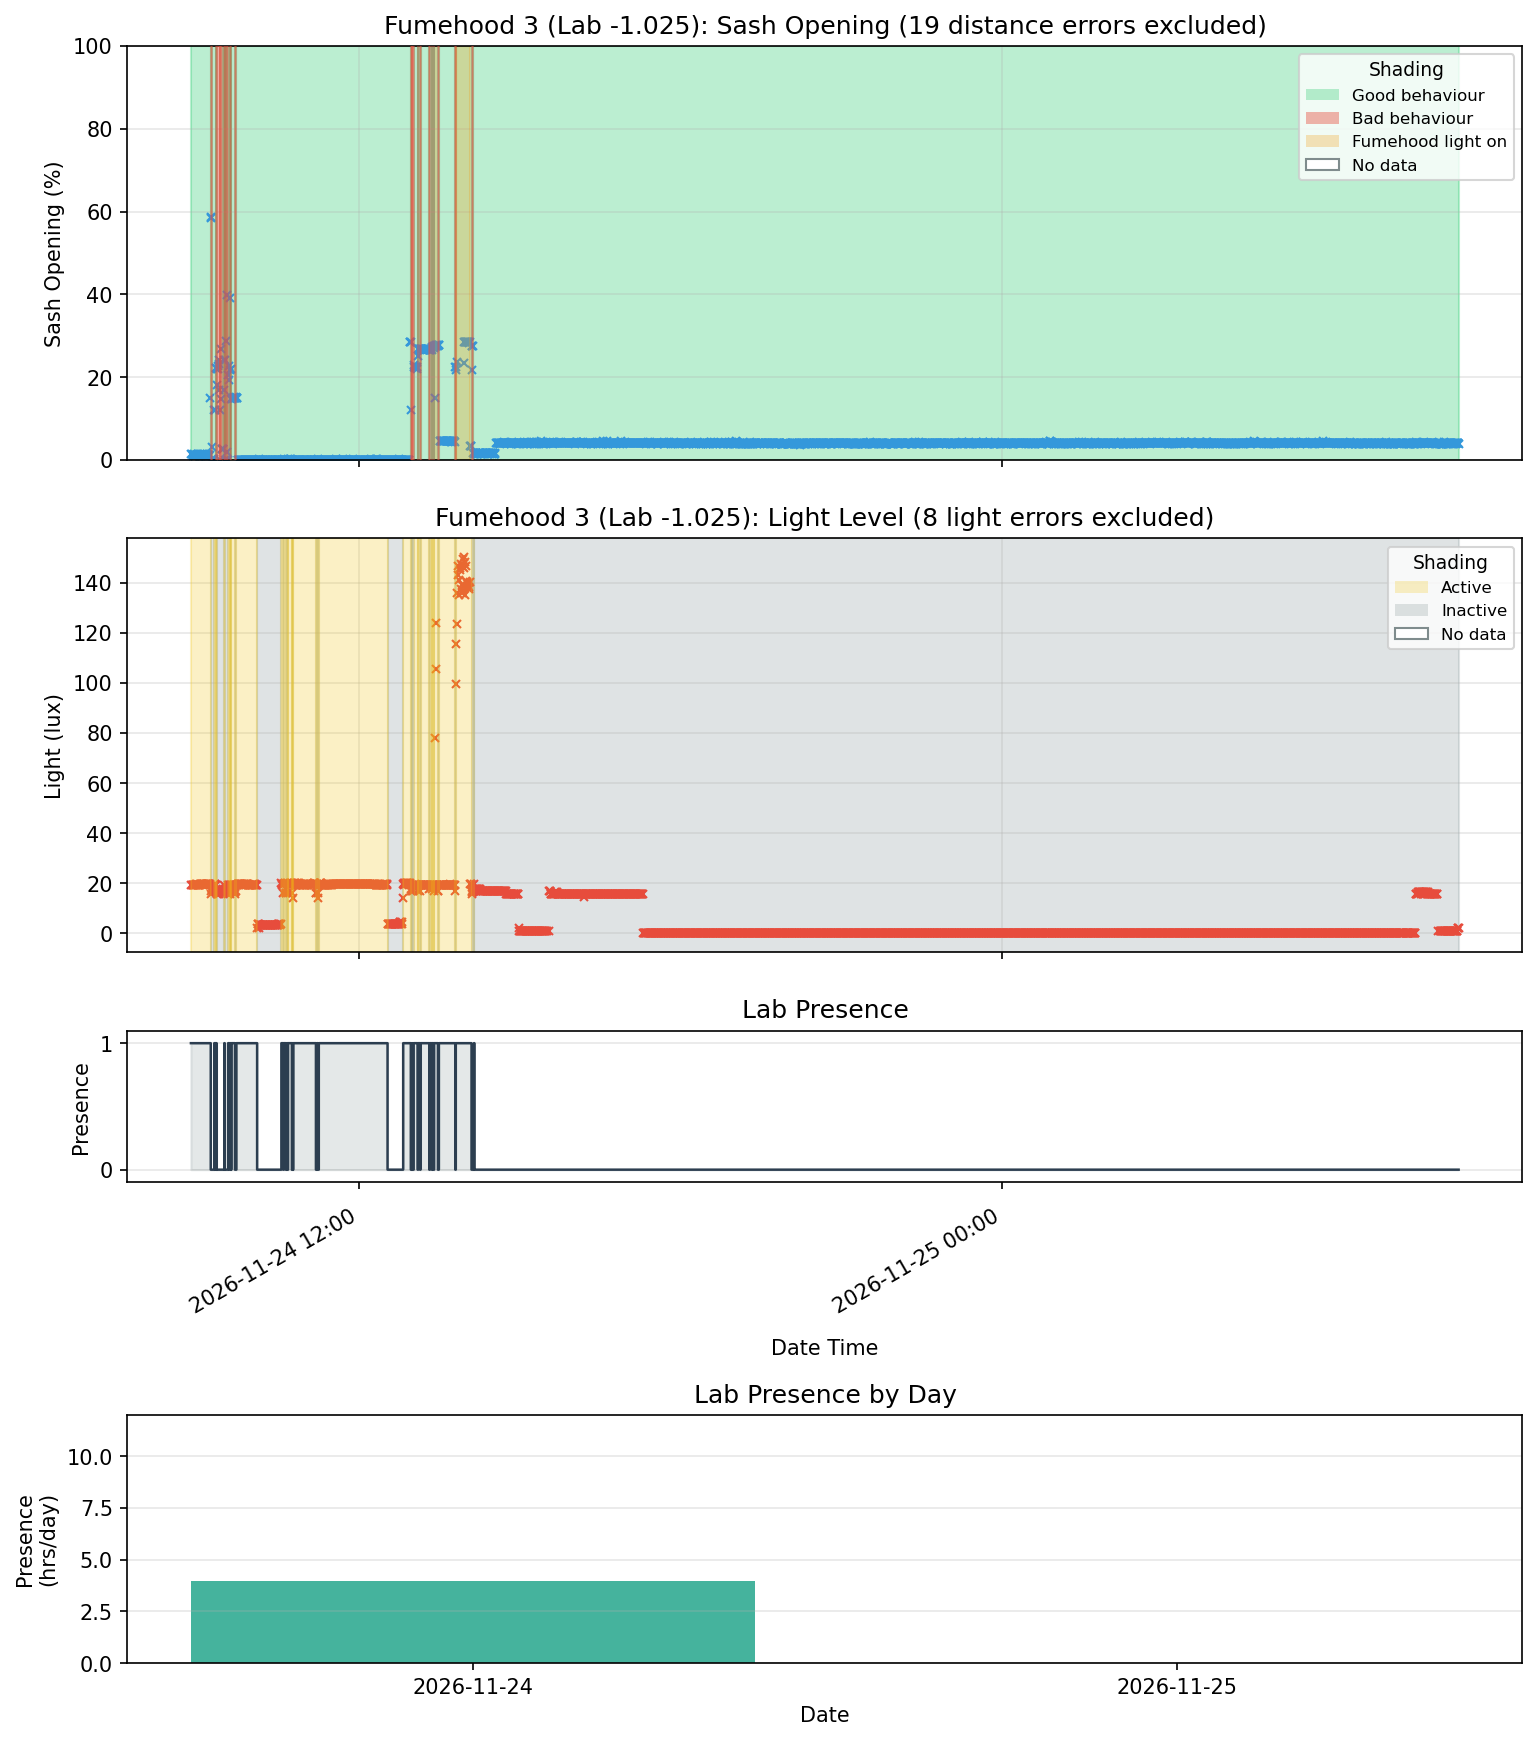 Fumehood 3 (Lab -1.025): Sash Opening (19 distance errors excluded)
100
80
60
40
20
0
Sash Opening (%)
Shading
Good behaviour
Bad behaviour
Fumehood light on
No data
Fumehood 3 (Lab -1.025): Light Level (8 light errors excluded)
140
120
100
80
60
40
20
0
Light (lux)
Shading
Active
Inactive
No data
Lab Presence
1
0
Presence
2026-11-24 12:00
2026-11-25 00:00
Date Time
Lab Presence by Day
10.0
7.5
5.0
2.5
0.0
Presence
(hrs/day)
2026-11-24
2026-11-25
Date